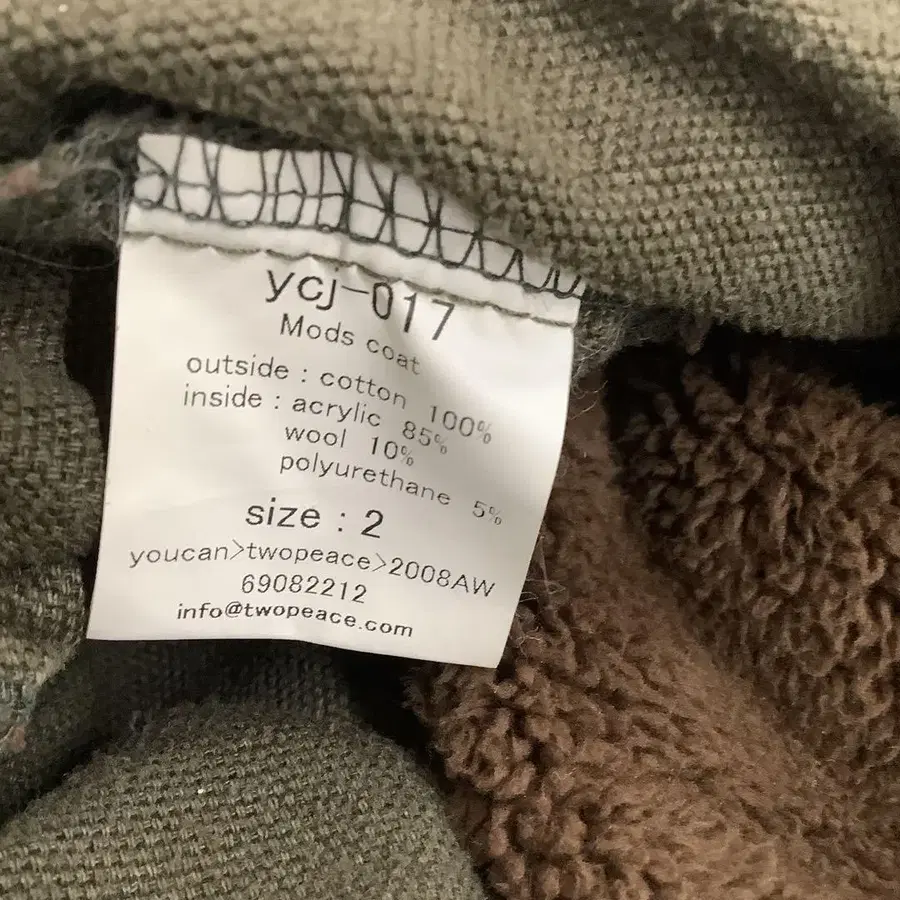 ycj-017
Mods coat
outside : cotton 100%
inside : acrylic 85%
wool 10%
polyurethane 5%
size : 2
youcan>twopeace>2008AW
69082212
info@twopeace.com